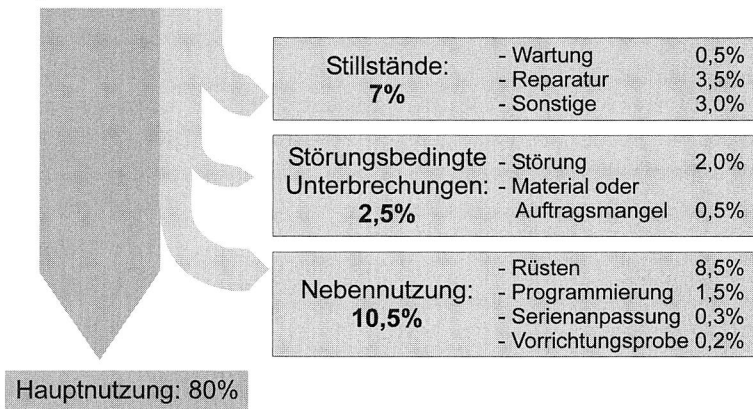 Stillstände:
7%
- Wartung 0,5%
- Reparatur 3,5%
- Sonstige 3,0%
Störungsbedingte
Unterbrechungen:
2,5%
- Störung 2,0%
- Material oder
Auftragsmangel 0,5%
Nebennutzung:
10,5%
- Rüsten 8,5%
- Programmierung 1,5%
- Serienanpassung 0,3%
- Vorrichtungsprobe 0,2%
Hauptnutzung: 80%